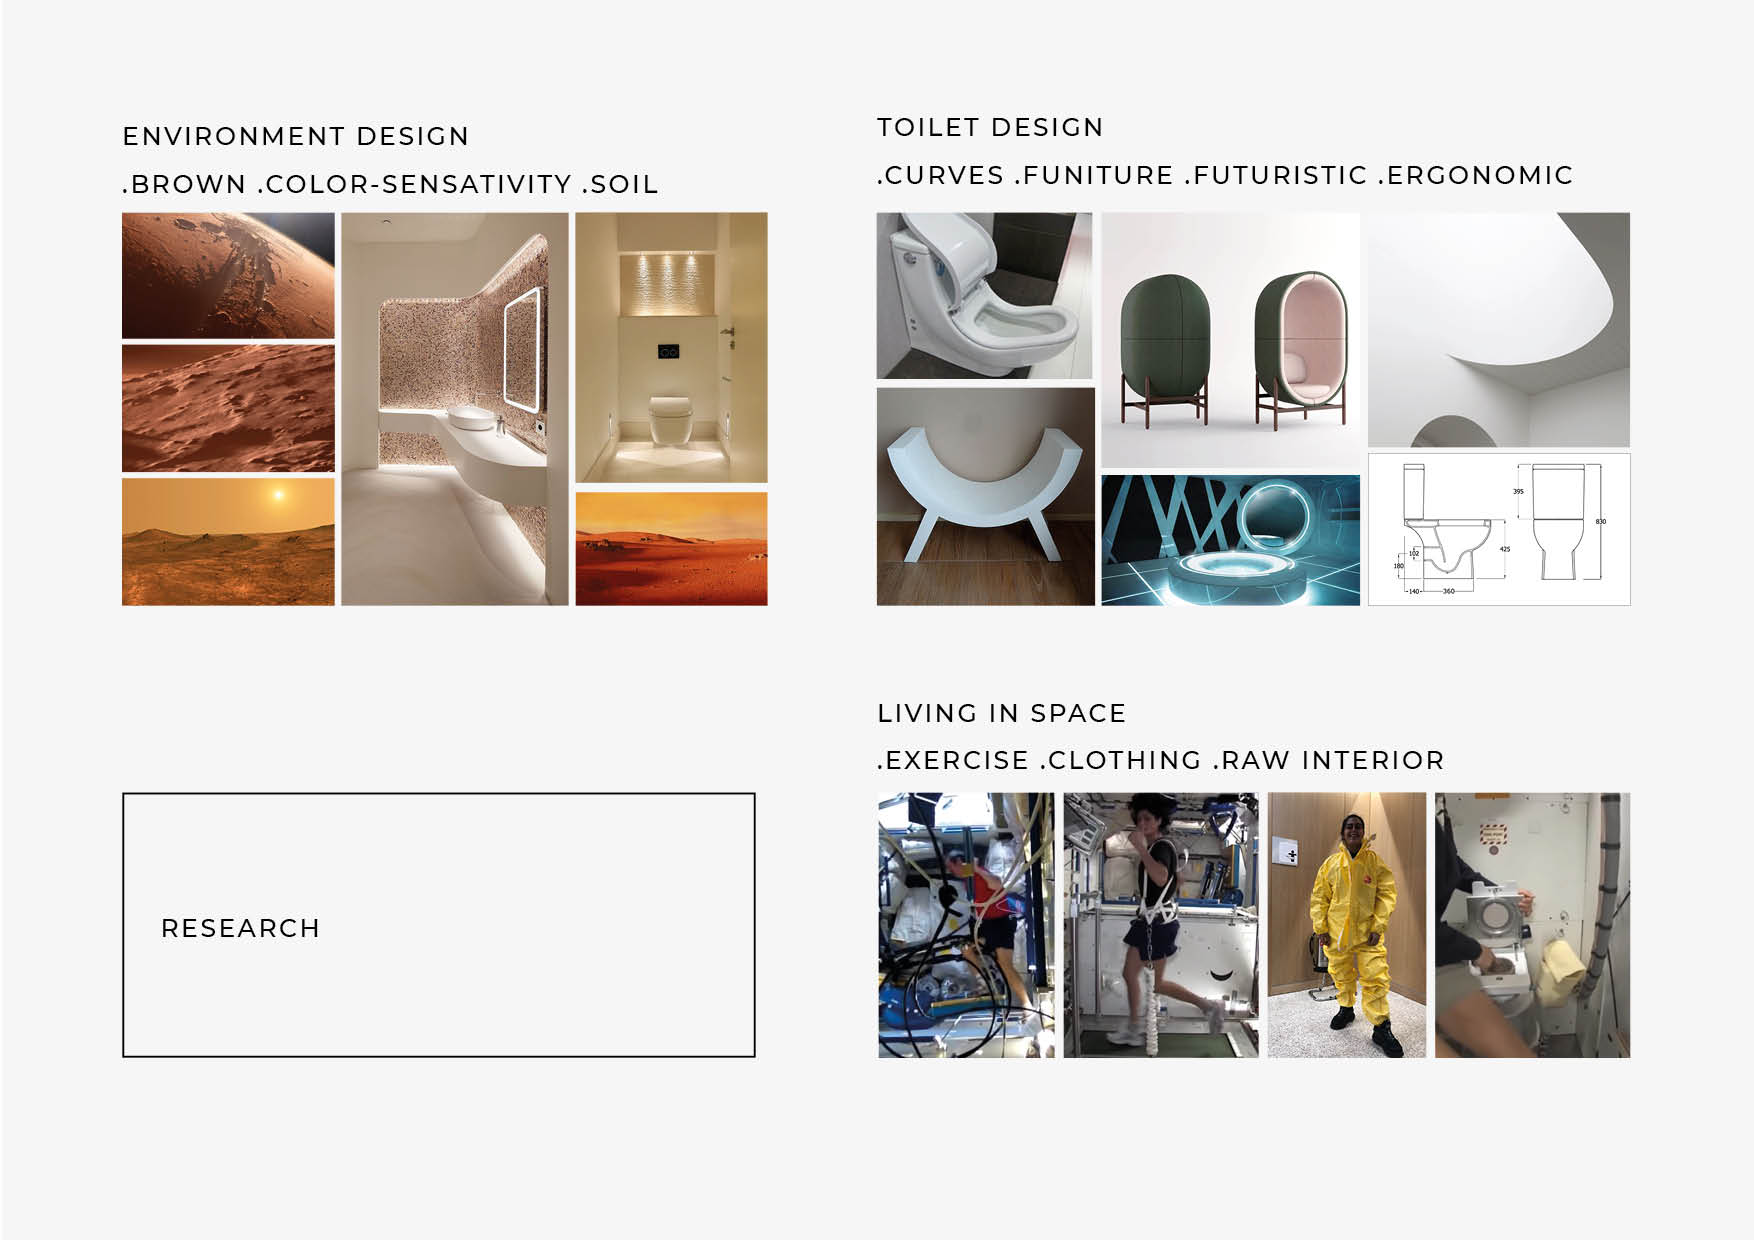 ENVIRONMENT DESIGN
.BROWN .COLOR-SENSATIVITY .SOIL
TOILET DESIGN
.CURVES .FUNITURE .FUTURISTIC .ERGONOMIC
395
830
425
102
180
140
360
LIVING IN SPACE
.EXERCISE .CLOTHING .RAW INTERIOR
RESEARCH